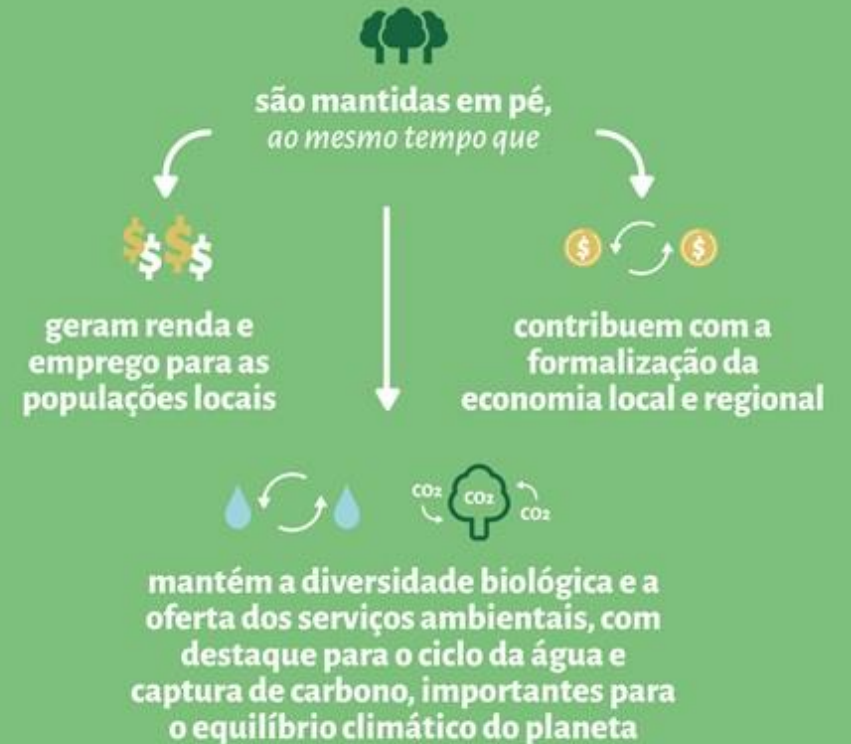 são mantidas em pé,
ao mesmo tempo que
$$$$
$ $
geram renda e
emprego para as
populações locais
contribuem com a
formalização da
economia local e regional
CO2 CO2 CO2
mantém a diversidade biológica e a
oferta dos serviços ambientais, com
destaque para o ciclo da água e
captura de carbono, importantes para
o equilíbrio climático do planeta